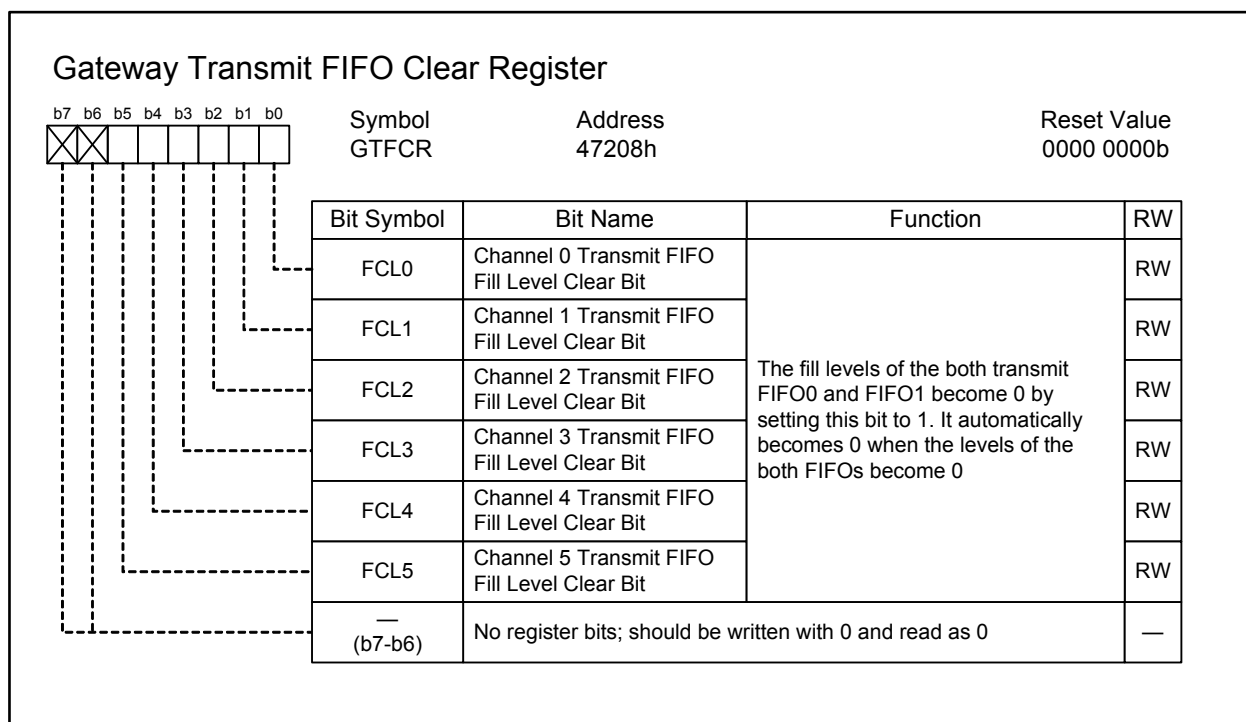 Gateway Transmit FIFO Clear Register
b7 b6 b5 b4 b3 b2 b1 b0
Symbol Address Reset Value
GTFCR 47208h 0000 0000b
Bit Symbol Bit Name Function RW
FCL0 Channel 0 Transmit FIFO
Fill Level Clear Bit RW
FCL1 Channel 1 Transmit FIFO
Fill Level Clear Bit RW
FCL2 Channel 2 Transmit FIFO
Fill Level Clear Bit RW
FCL3 Channel 3 Transmit FIFO
Fill Level Clear Bit RW
FCL4 Channel 4 Transmit FIFO
Fill Level Clear Bit RW
FCL5 Channel 5 Transmit FIFO
Fill Level Clear Bit RW
The fill levels of the both transmit
FIFO0 and FIFO1 become 0 by
setting this bit to 1. It automatically
becomes 0 when the levels of the
both FIFOs become 0
—
(b7-b6) No register bits; should be written with 0 and read as 0 —